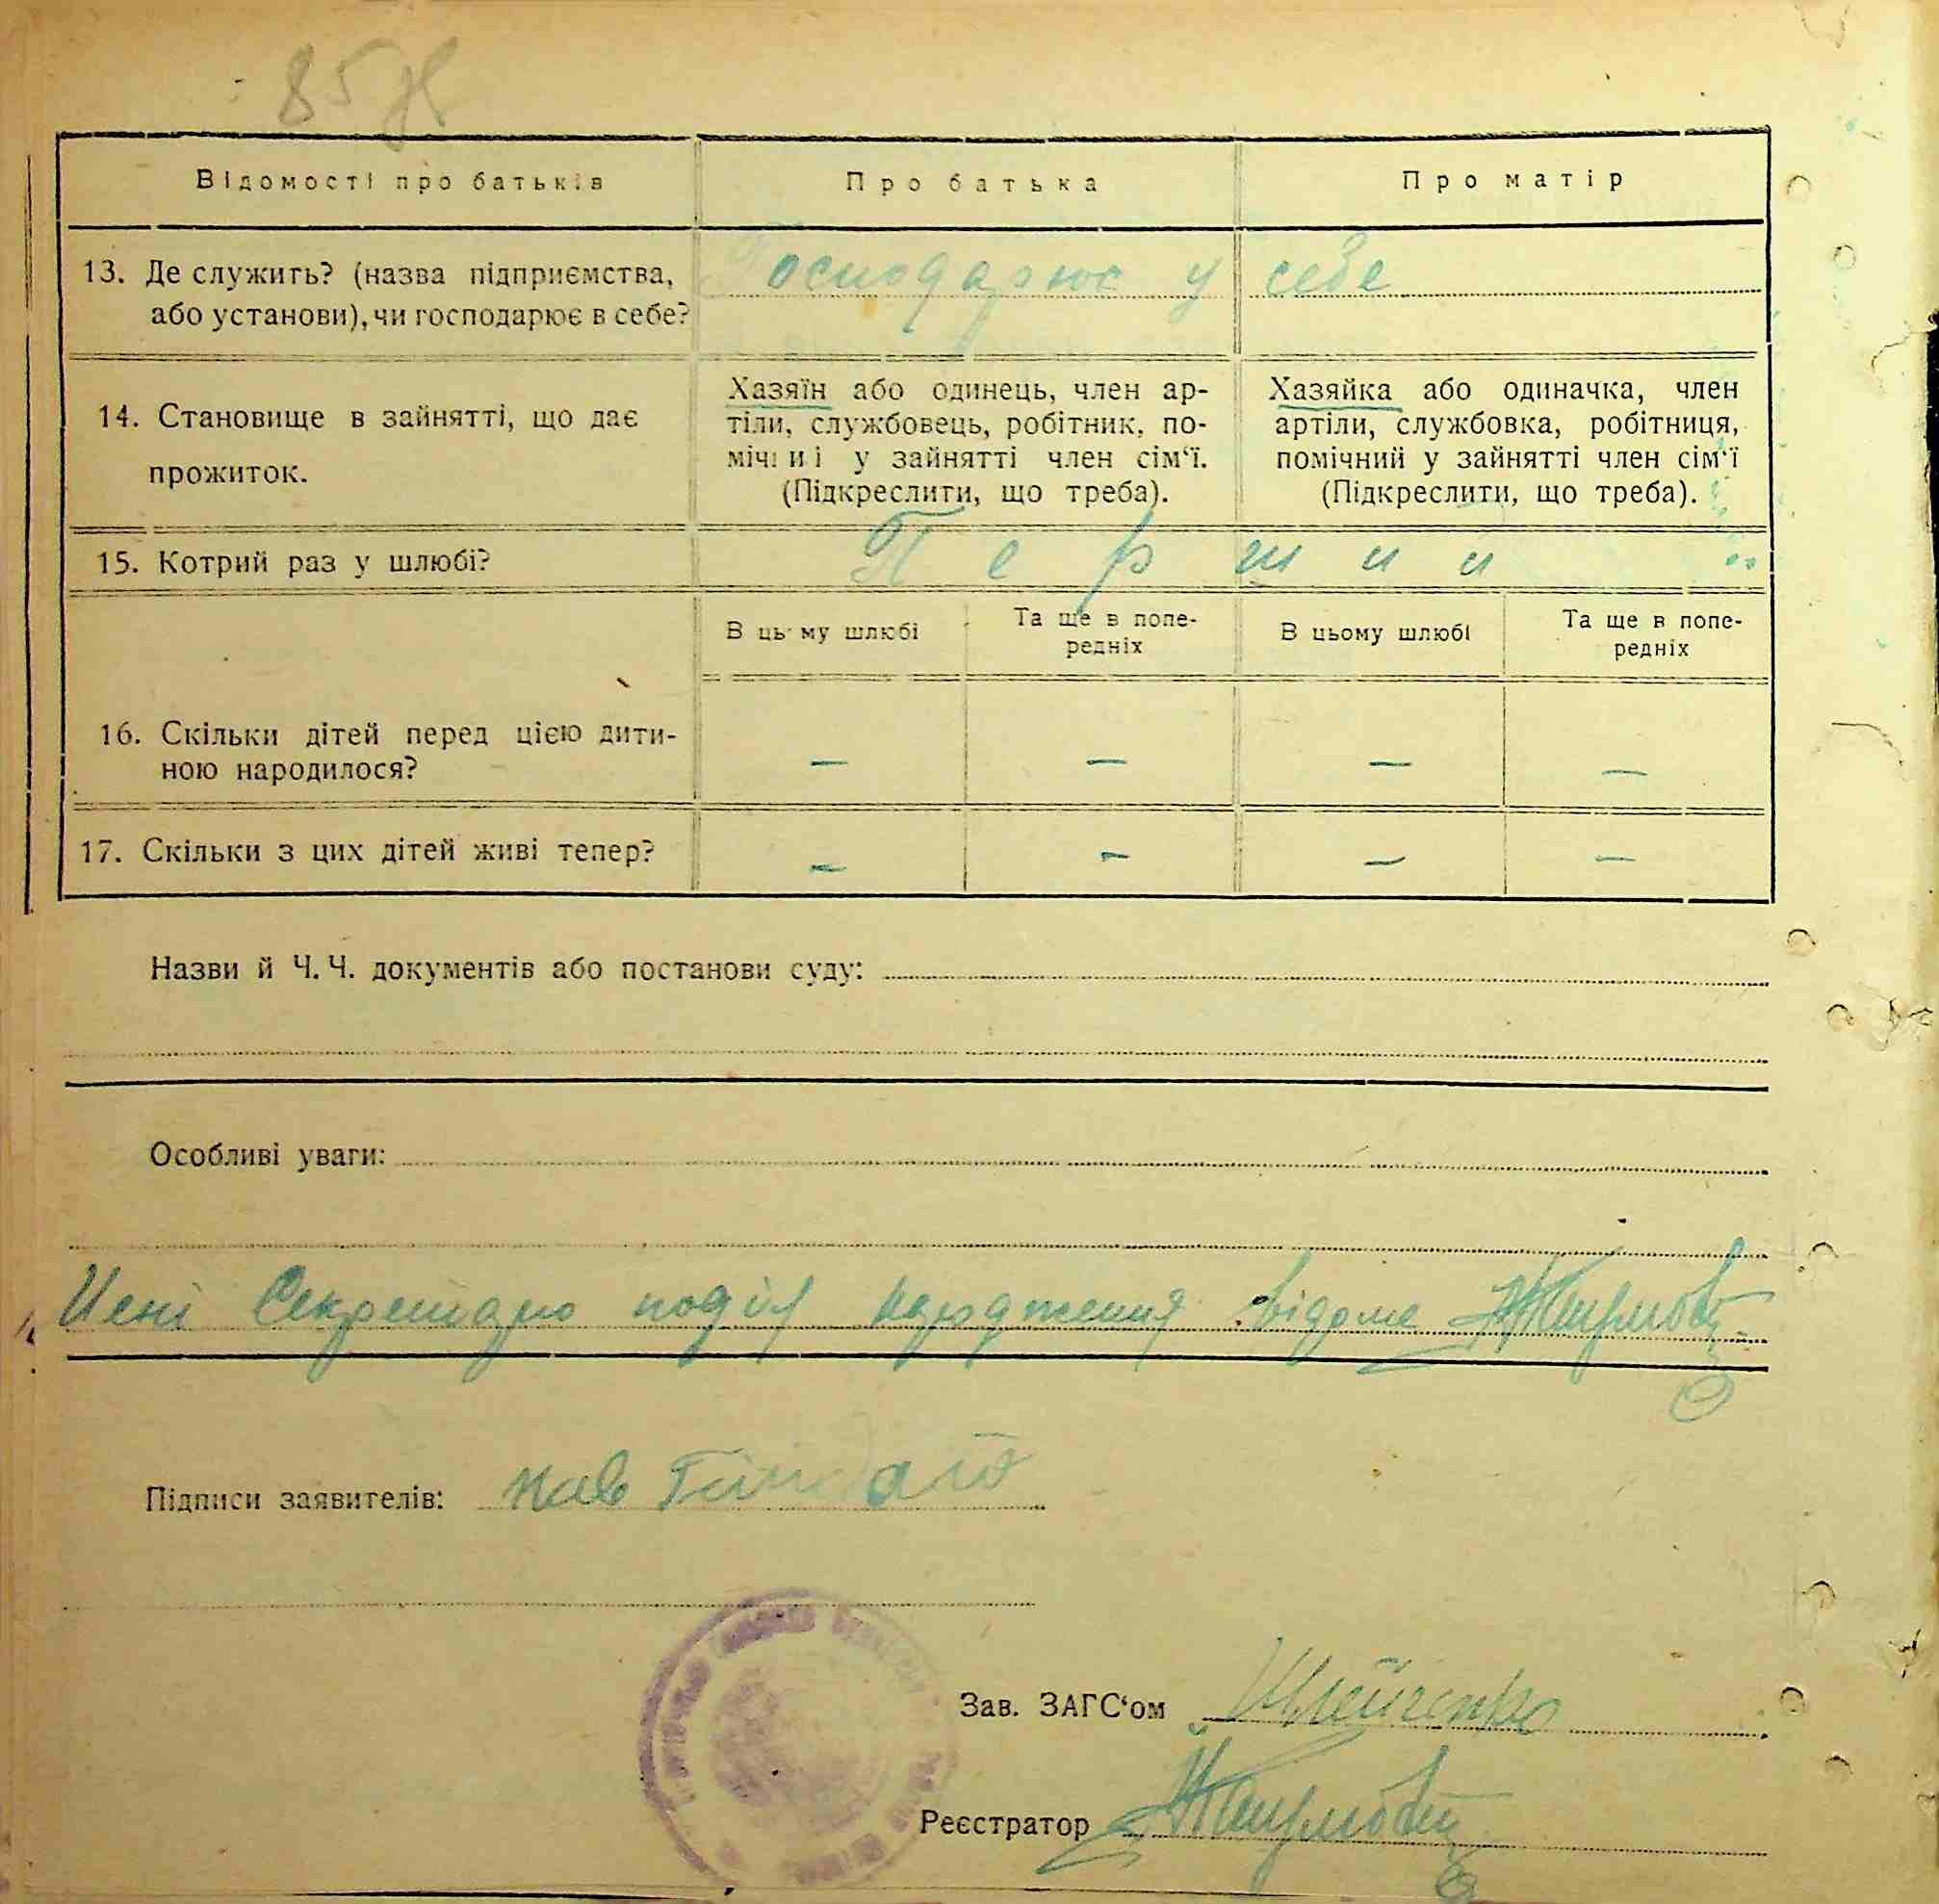 Відомості про батьків
Про батька
Про матір
13. Де служить? (назва підприємства,
або установи), чи господарює в себе?
Господарює у себе
14. Становище в зайнятті, що дає
прожиток.
Хазяїн або одинець, член ар-
тіли, службовець, робітник, по-
мічний у зайнятті член сім‘ї.
(Підкреслити, що треба).
Хазяйка або одиначка, член
артіли, службовка, робітниця,
помічний у зайнятті член сім‘ї
(Підкреслити, що треба).
15. Котрий раз у шлюбі?
Перший
В цьому шлюбі
Та ще в попе-
редніх
В цьому шлюбі
Та ще в попе-
редніх
16. Скільки дітей перед цією дити-
ною народилося?
— — — —
17. Скільки з цих дітей живі тепер?
— — — —
Назви й Ч. Ч. документів або постанови суду:
Особливі уваги:
Мені Секретарю подія народження відома
Підписи заявителів:
Зав. ЗАГС‘ом
Реєстратор